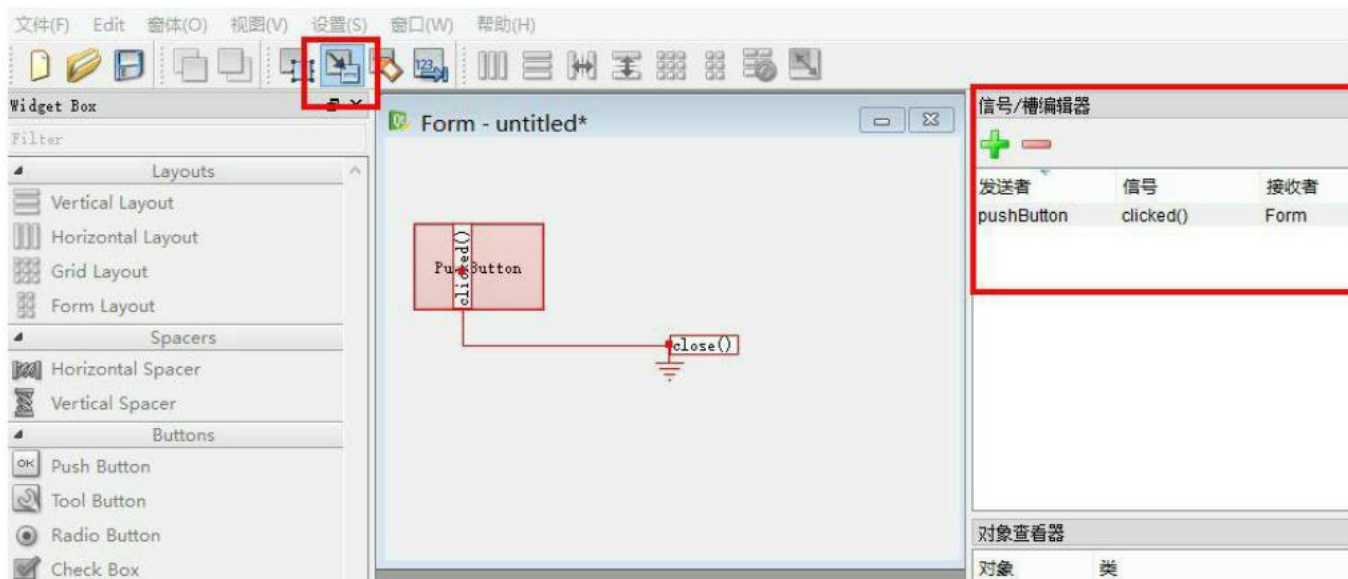 文件(F) Edit 窗体(O) 视图(V) 设置(S) 窗口(W) 帮助(H)
123
Widget Box
Filter
Layouts
Vertical Layout
Horizontal Layout
Grid Layout
Form Layout
Spacers
Horizontal Spacer
Vertical Spacer
Buttons
OK Push Button
Tool Button
Radio Button
Check Box
Form - untitled*
PushButton
clicked()
close()
信号/槽编辑器
发送者 信号 接收者
pushButton clicked() Form
对象查看器
对象 类